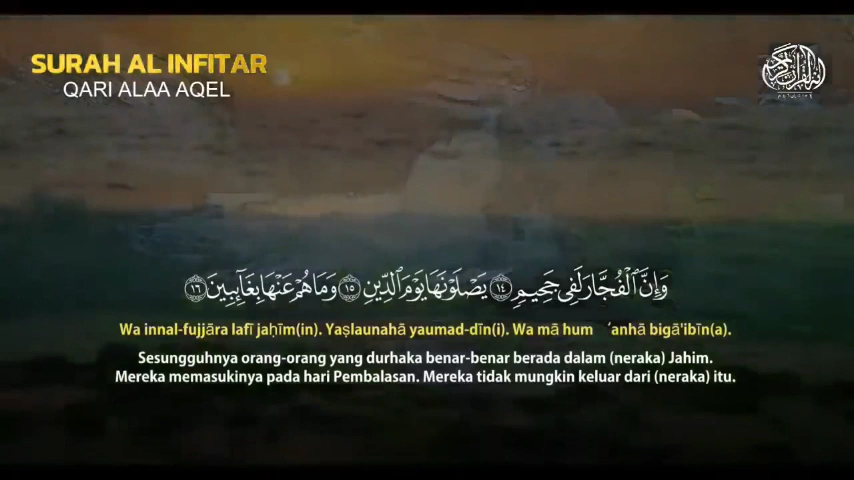 SURAH AL INFITAR
QARI ALAA AQEL
وَإِنَّ ٱلْفُجَّارَ لَفِى جَحِيمٍ ١٤ يَصْلَوْنَهَا يَوْمَ ٱلدِّينِ ١٥ وَمَا هُمْ عَنْهَا بِغَآئِبِينَ ١٦
Wa innal-fujjāra lafī jaḥīm(in). Yaṣlaunahā yaumad-dīn(i). Wa mā hum ‘anhā bigā'ibīn(a).
Sesungguhnya orang-orang yang durhaka benar-benar berada dalam (neraka) Jahim.
Mereka memasukinya pada hari Pembalasan. Mereka tidak mungkin keluar dari (neraka) itu.